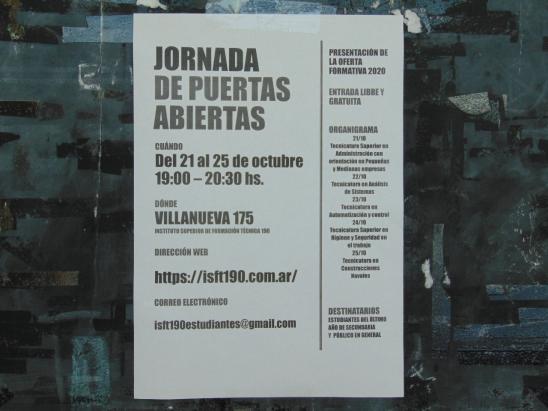 JORNADA
DE PUERTAS
ABIERTAS
CUÁNDO
Del 21 al 25 de octubre
19:00 – 20:30 hs.
DÓNDE
VILLANUEVA 175
INSTITUTO SUPERIOR DE FORMACIÓN TÉCNICA 190
DIRECCIÓN WEB
https://isft190.com.ar/
CORREO ELECTRÓNICO
isft190estudiantes@gmail.com
PRESENTACIÓN DE
LA OFERTA
FORMATIVA 2020
ENTRADA LIBRE Y
GRATUITA
ORGANIGRAMA
21/10
Tecnicatura Superior en
Administración con
orientación en Pequeñas
y Medianas empresas
22/10
Tecnicatura en Análisis
de Sistemas
23/10
Tecnicatura en
Automatización y control
24/10
Tecnicatura Superior en
Higiene y Seguridad en
el trabajo
25/10
Tecnicatura en
Construcciones
Navales
DESTINATARIOS
ESTUDIANTES DEL ÚLTIMO
AÑO DE SECUNDARIA
Y PÚBLICO EN GENERAL